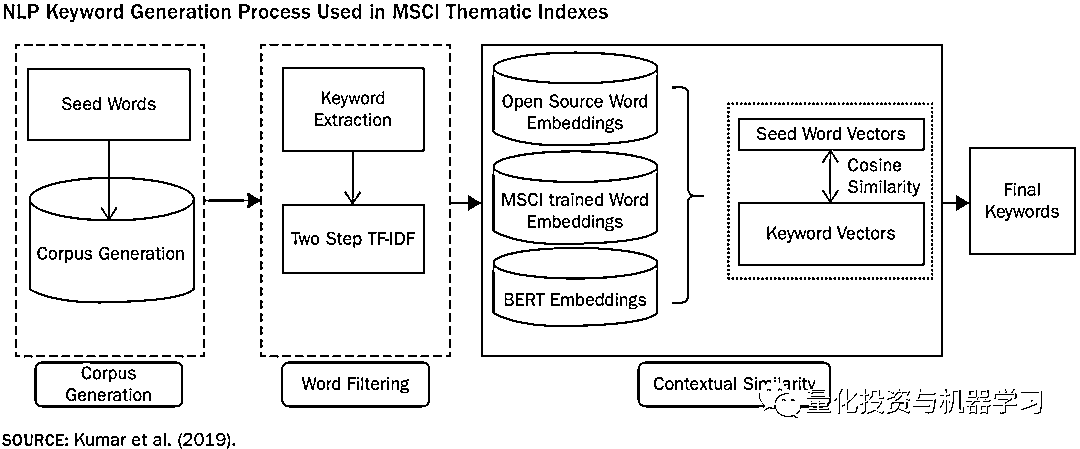 NLP Keyword Generation Process Used in MSCI Thematic Indexes
Seed Words
Corpus Generation
Corpus
Generation
Keyword
Extraction
Two Step TF-IDF
Word Filtering
Open Source Word
Embeddings
MSCI trained Word
Embeddings
BERT Embeddings
Seed Word Vectors
Cosine
Similarity
Keyword Vectors
Contextual Similarity
Final
Keywords
量化投资与机器学习
SOURCE: Kumar et al. (2019).